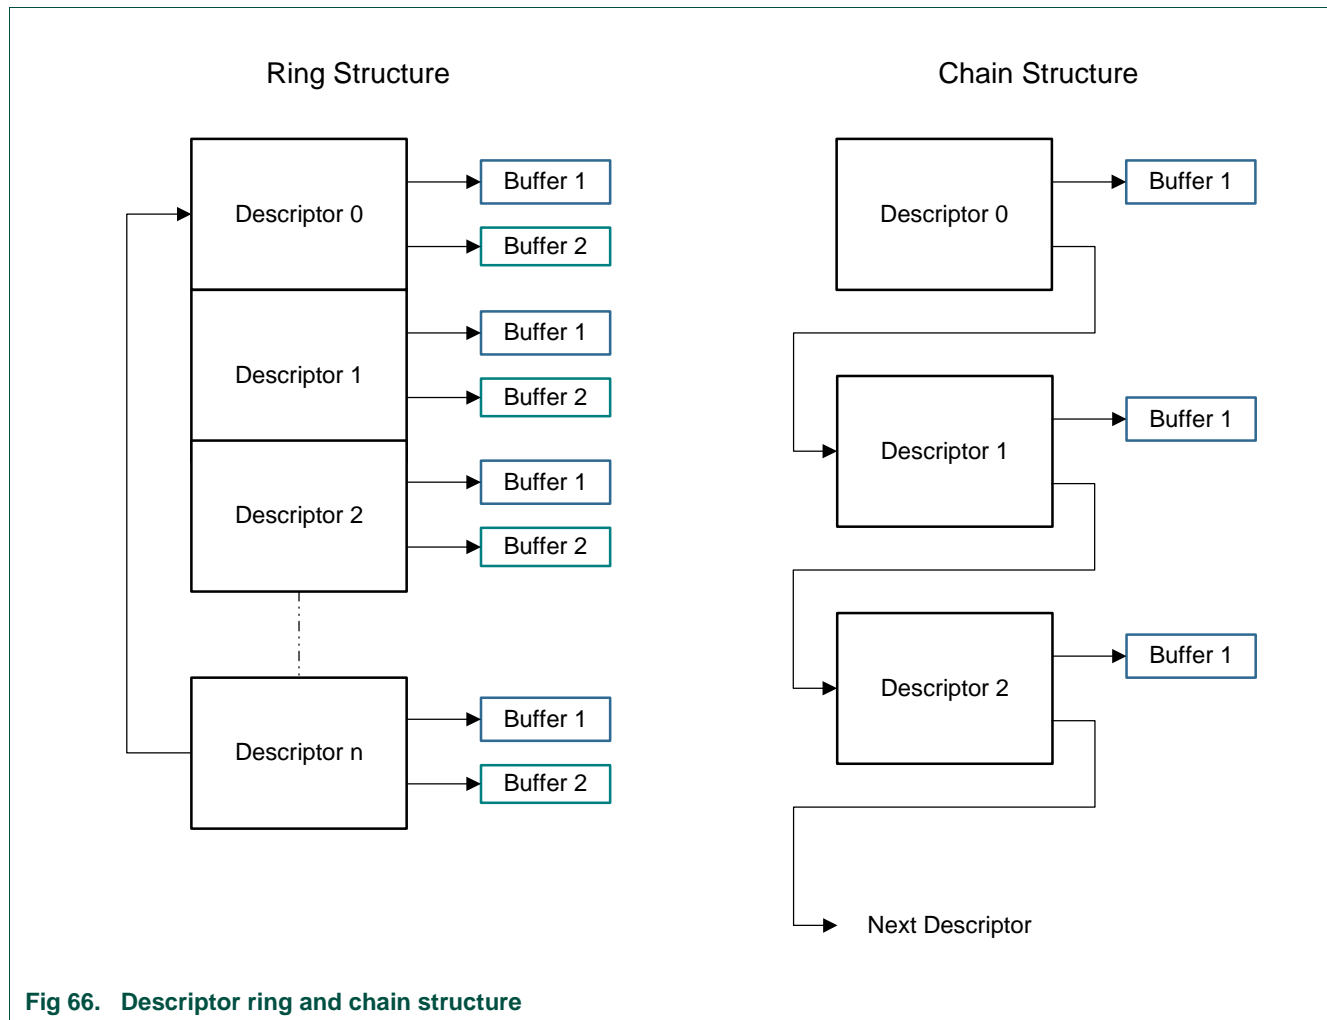 Ring Structure
Descriptor 0
Buffer 1
Buffer 2
Descriptor 1
Buffer 1
Buffer 2
Descriptor 2
Buffer 1
Buffer 2
Descriptor n
Buffer 1
Buffer 2
Chain Structure
Descriptor 0
Buffer 1
Descriptor 1
Buffer 1
Descriptor 2
Buffer 1
Next Descriptor
Fig 66. Descriptor ring and chain structure